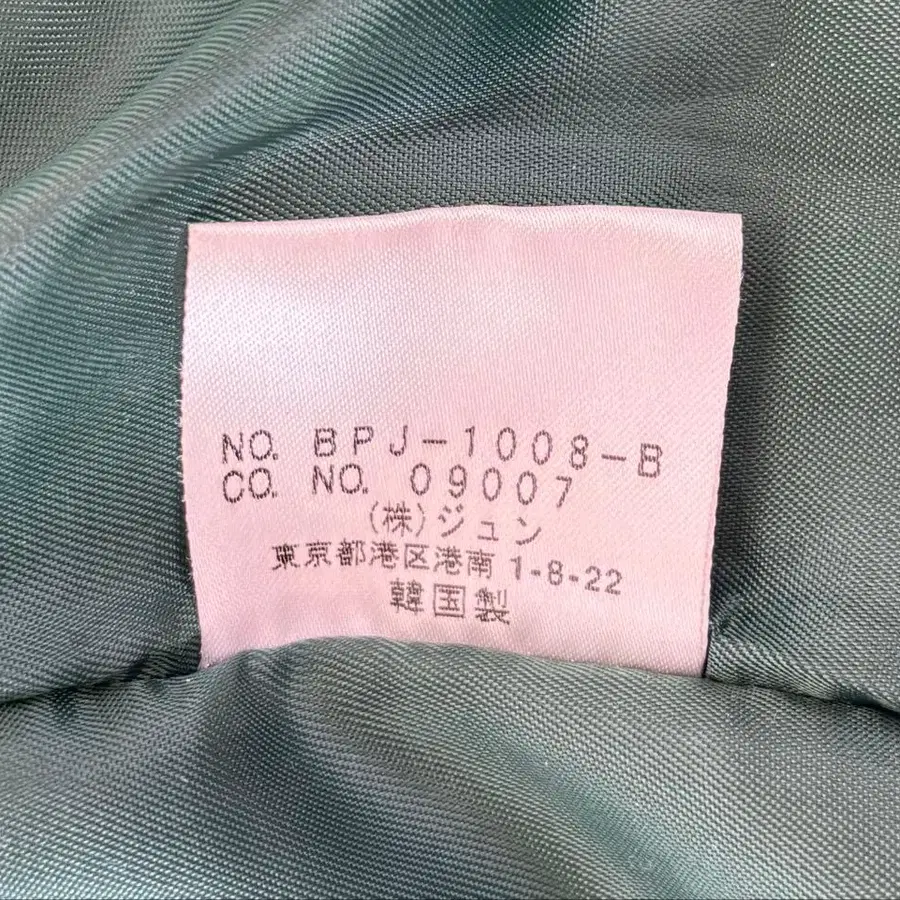 NO. BPJ-1008-B
CO. NO. 09007
(株)ジュン
東京都港区港南1-8-22
韓国製